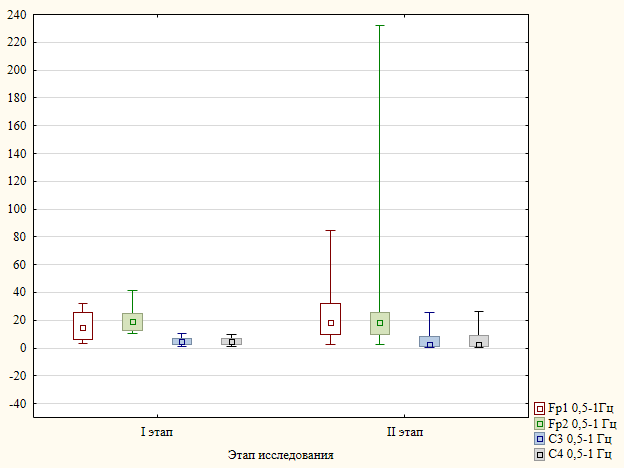 240
220
200
180
160
140
120
100
80
60
40
20
0
-20
-40
I этап
II этап
Этап исследования
Fp1 0,5-1Гц
Fp2 0,5-1 Гц
C3 0,5-1 Гц
C4 0,5-1 Гц